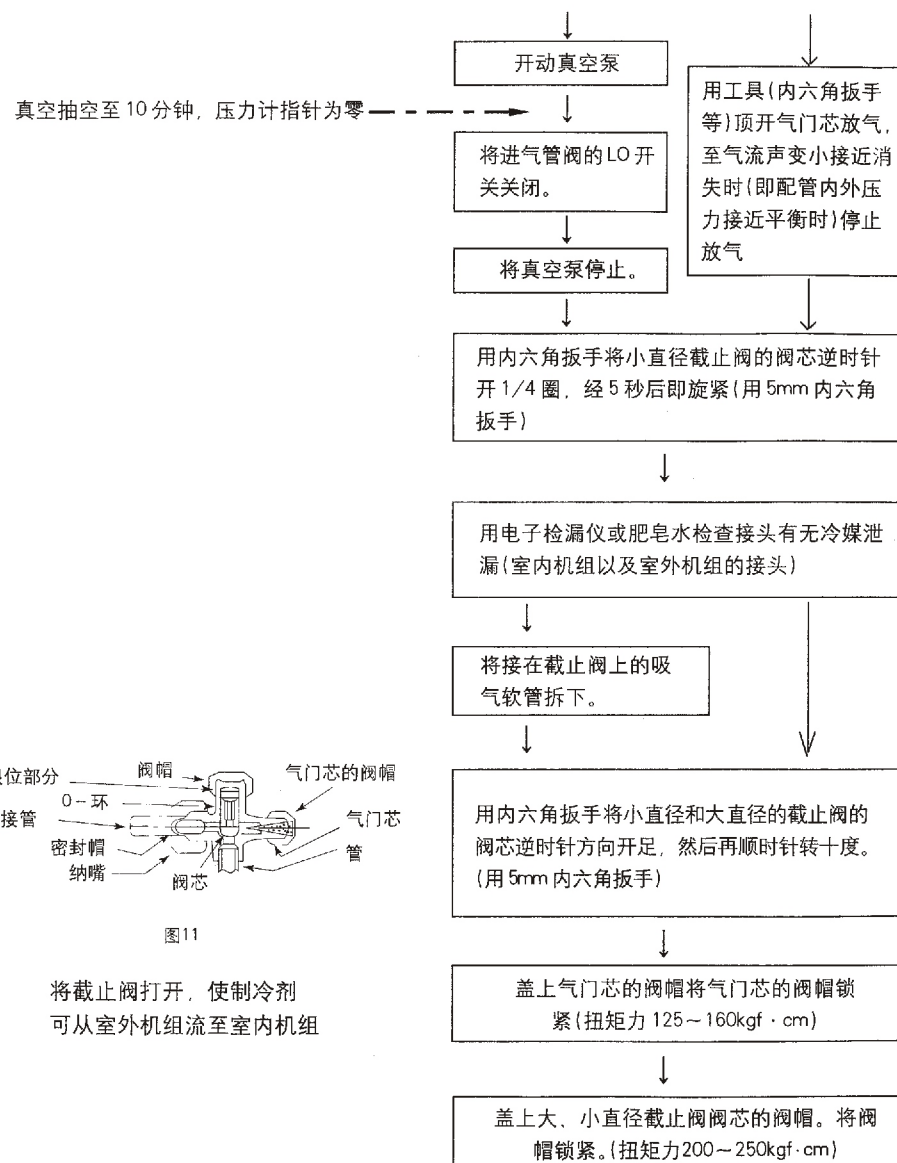 开动真空泵
真空抽空至10分钟，压力计指针为零
将进气管阀的LO开
关关闭。
将真空泵停止。
用工具(内六角扳手
等)顶开气门芯放气，
至气流声变小接近消
失时(即配管内外压
力接近平衡时)停止
放气
用内六角扳手将小直径截止阀的阀芯逆时针
开1/4圈，经5秒后即旋紧(用5mm内六角
扳手)
用电子检漏仪或肥皂水检查接头有无冷媒泄
漏(室内机组以及室外机组的接头)
将接在截止阀上的吸
气软管拆下。
位部分
阀帽
气门芯的阀帽
O-环
接管
气门芯
密封帽
管
纳嘴
阀芯
图11
将截止阀打开，使制冷剂
可从室外机组流至室内机组
用内六角扳手将小直径和大直径的截止阀的
阀芯逆时针方向开足，然后再顺时针转十度。
(用5mm内六角扳手)
盖上气门芯的阀帽将气门芯的阀帽锁
紧(扭矩力125~160kgf·cm)
盖上大、小直径截止阀阀芯的阀帽。将阀
帽锁紧。(扭矩力200~250kgf·cm)